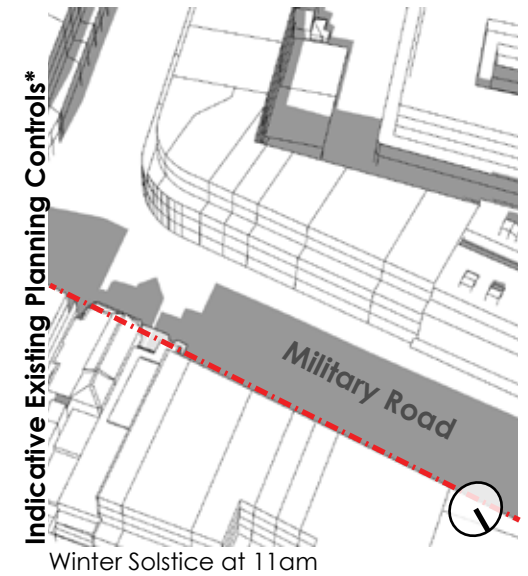 Indicative Existing Planning Controls*
Military Road
Winter Solstice at 11am